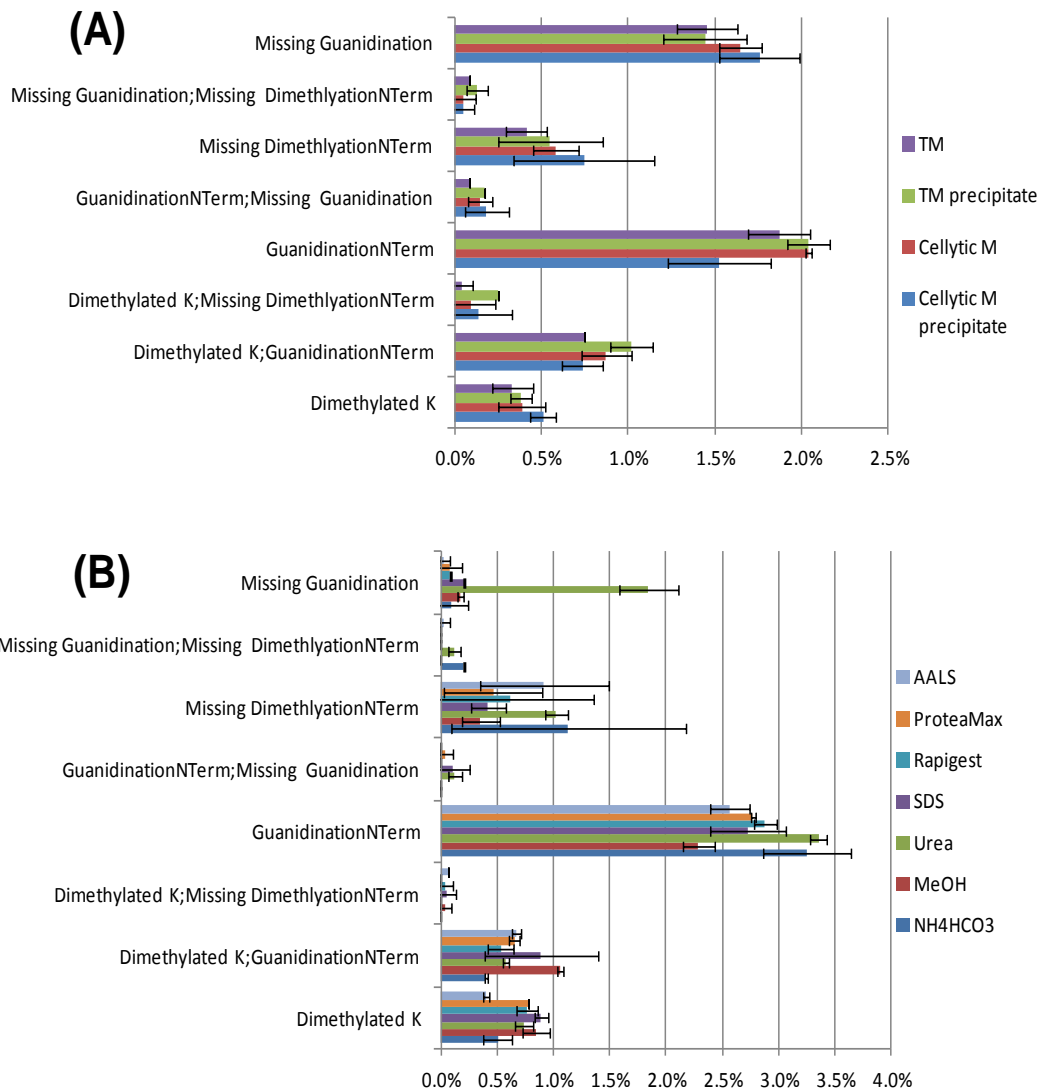 (A)
Missing Guanidination
Missing Guanidination;Missing DimethlyationNTerm
Missing DimethlyationNTerm
GuanidinationNTerm;Missing Guanidination
GuanidinationNTerm
Dimethylated K;Missing DimethlyationNTerm
Dimethylated K;GuanidinationNTerm
Dimethylated K
0.0% 0.5% 1.0% 1.5% 2.0% 2.5%
TM
TM precipitate
Cellytic M
Cellytic M
precipitate
(B)
Missing Guanidination
Missing Guanidination;Missing DimethlyationNTerm
Missing DimethlyationNTerm
GuanidinationNTerm;Missing Guanidination
GuanidinationNTerm
Dimethylated K;Missing DimethlyationNTerm
Dimethylated K;GuanidinationNTerm
Dimethylated K
0.0% 0.5% 1.0% 1.5% 2.0% 2.5% 3.0% 3.5% 4.0%
AALS
ProteaMax
Rapigest
SDS
Urea
MeOH
NH4HCO3